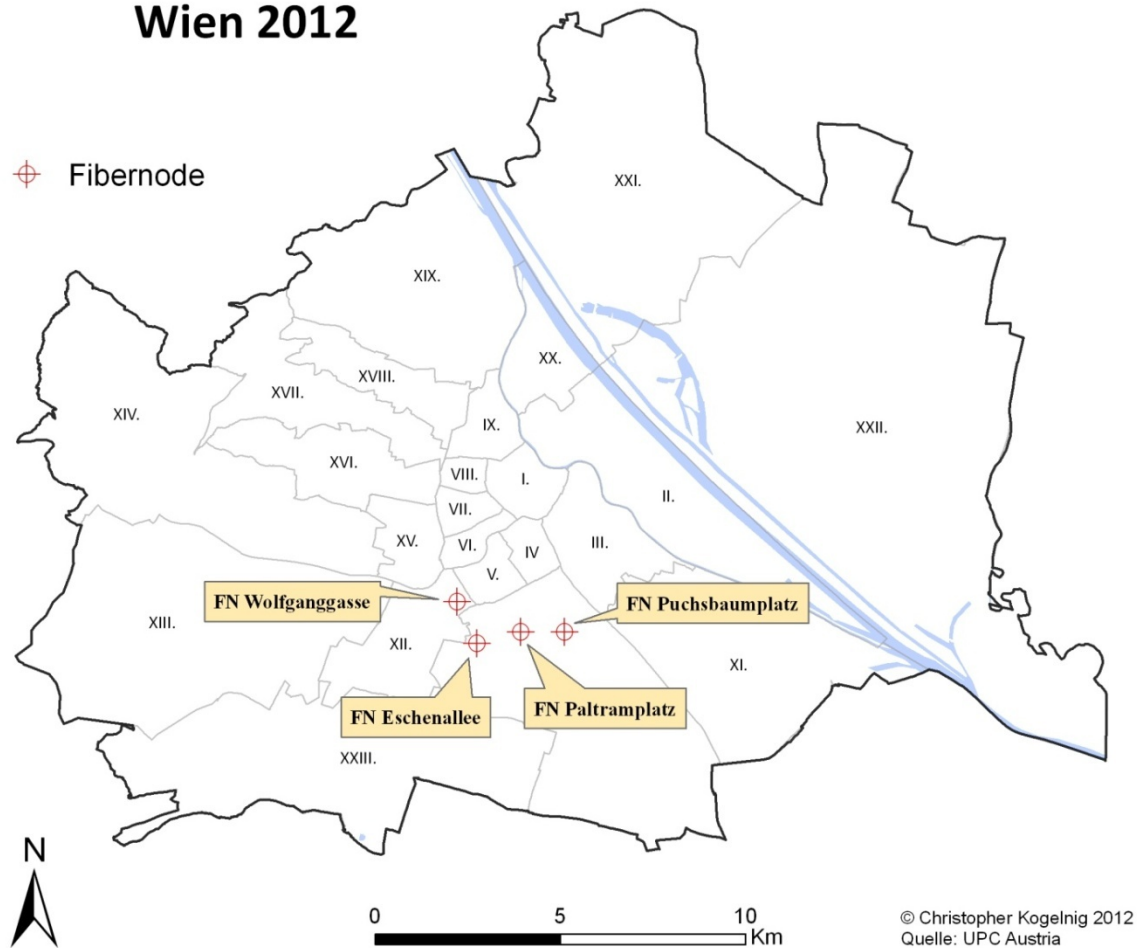 Wien 2012
Fibernode
XXI.
XIX.
XX.
XVIII.
XVII.
XIV.
IX.
XXII.
XVI.
VIII.
I.
II.
VII.
XV.
VI.
IV
III.
V.
FN Wolfganggasse
FN Puchsbaumplatz
XIII.
XII.
XI.
FN Eschenallee
FN Paltramplatz
XXIII.
N
0 5 10
Km
© Christopher Kogelnig 2012
Quelle: UPC Austria